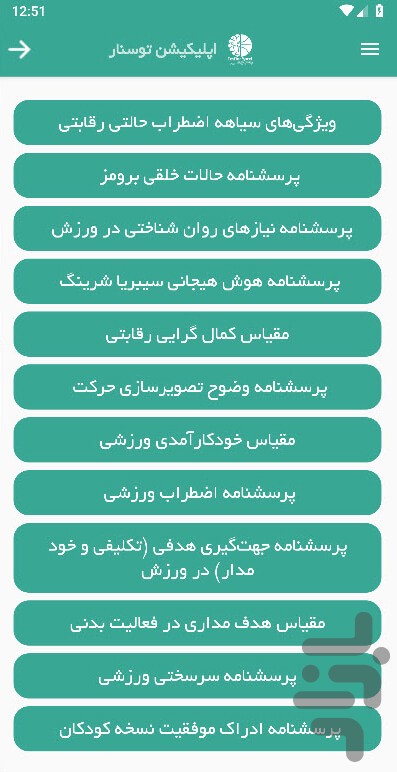 12:51
اپلیکیشن توسنار
ویژگی‌های سیاهه اضطراب حالتی رقابتی
پرسشنامه حالات خلقی برومز
پرسشنامه نیازهای روان شناختی در ورزش
پرسشنامه هوش هیجانی سیبریا شرینگ
مقیاس کمال گرایی رقابتی
پرسشنامه وضوح تصویرسازی حرکت
مقیاس خودکارآمدی ورزشی
پرسشنامه اضطراب ورزشی
پرسشنامه جهت‌گیری هدفی (تکلیفی و خود
مدار) در ورزش
مقیاس هدف مداری در فعالیت بدنی
پرسشنامه سرسختی ورزشی
پرسشنامه ادراک موفقیت نسخه کودکان
بازار